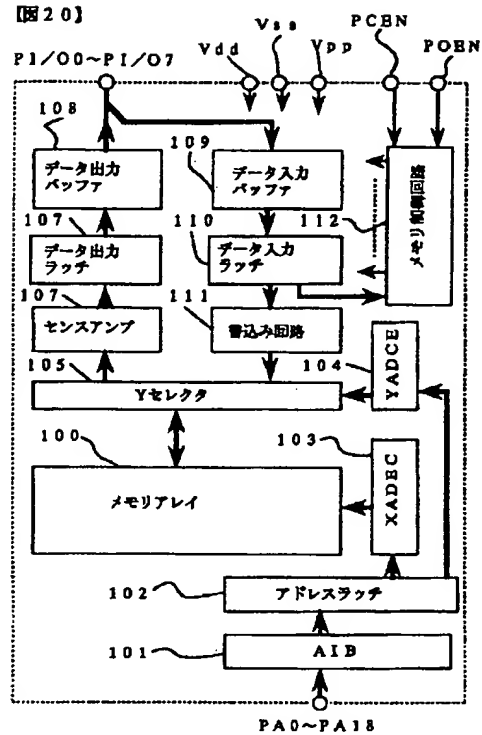 【図20】
Vss
Vdd
Vpp
PCEN
POEN
PI/O0～PI/O7
108
データ出力
バッファ
109
データ入力
バッファ
107
データ出力
ラッチ
110
データ入力
ラッチ
112
メモリ制御回路
107
センスアンプ
111
書込み回路
105
Yセレクタ
104
YADCE
100
メモリアレイ
103
XADEC
102
アドレスラッチ
101
AIB
PA0～PA18